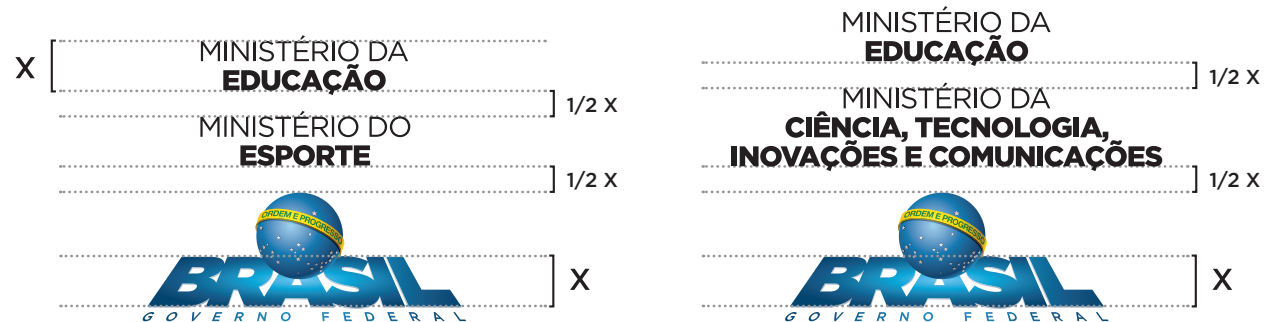 X
MINISTÉRIO DA
EDUCAÇÃO
1/2 X
MINISTÉRIO DO
ESPORTE
1/2 X
ORDEM E PROGRESSO
BRASIL
X
GOVERNO FEDERAL
MINISTÉRIO DA
EDUCAÇÃO
1/2 X
MINISTÉRIO DA
CIÊNCIA, TECNOLOGIA,
INOVAÇÕES E COMUNICAÇÕES
1/2 X
ORDEM E PROGRESSO
BRASIL
X
GOVERNO FEDERAL